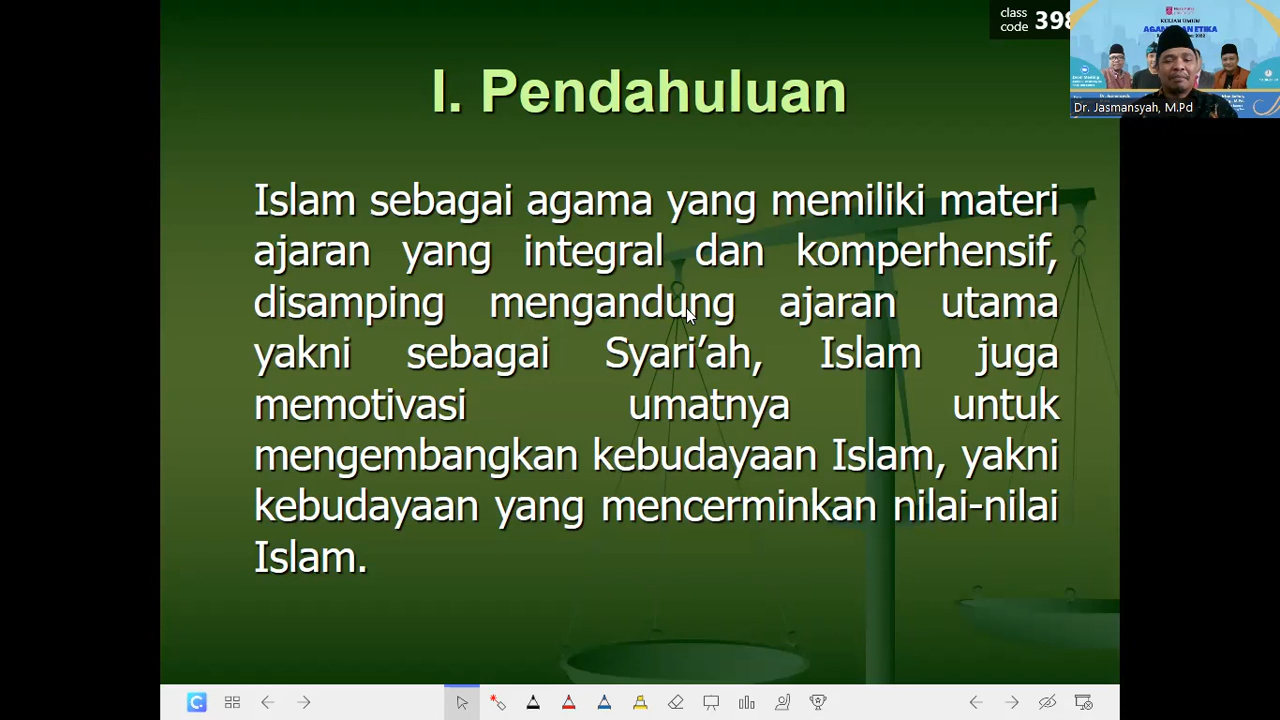 class
code 398
I. Pendahuluan
Islam sebagai agama yang memiliki materi
ajaran yang integral dan komperhensif,
disamping mengandung ajaran utama
yakni sebagai Syari’ah, Islam juga
memotivasi umatnya untuk
mengembangkan kebudayaan Islam, yakni
kebudayaan yang mencerminkan nilai-nilai
Islam.
Dr. Jasmansyah, M.Pd